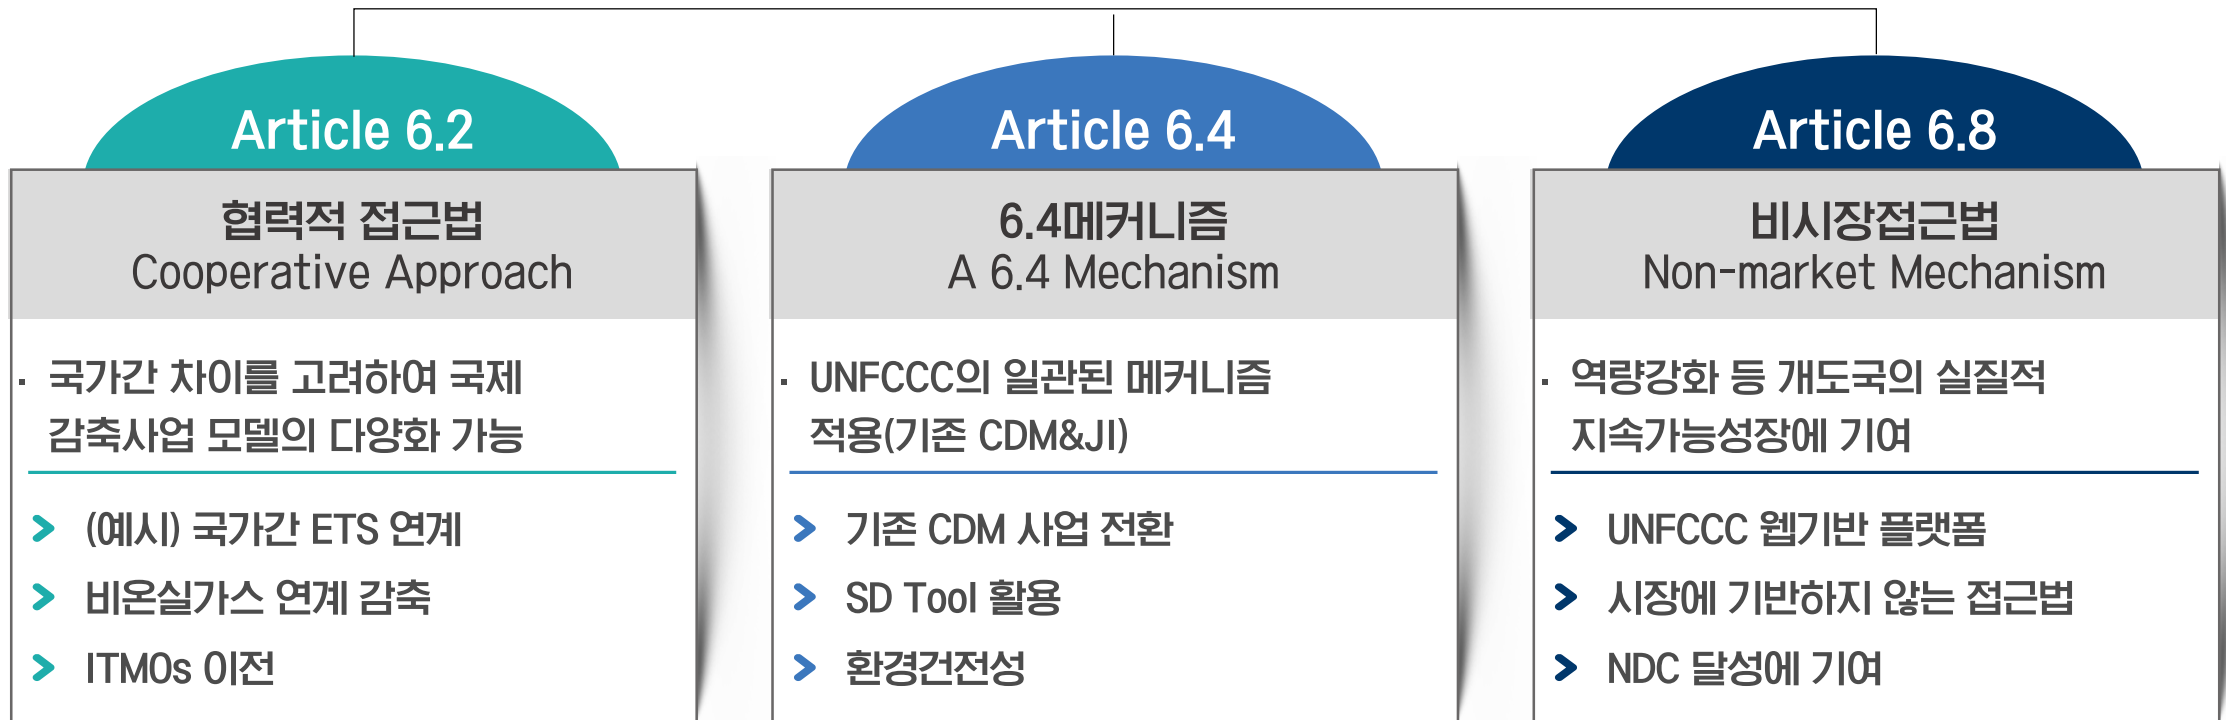 Article 6.2
협력적 접근법
Cooperative Approach
· 국가간 차이를 고려하여 국제
감축사업 모델의 다양화 가능
(예시) 국가간 ETS 연계
비온실가스 연계 감축
ITMOs 이전
Article 6.4
6.4메커니즘
A 6.4 Mechanism
· UNFCCC의 일관된 메커니즘
적용(기존 CDM&JI)
기존 CDM 사업 전환
SD Tool 활용
환경건전성
Article 6.8
비시장접근법
Non-market Mechanism
· 역량강화 등 개도국의 실질적
지속가능성장에 기여
UNFCCC 웹기반 플랫폼
시장에 기반하지 않는 접근법
NDC 달성에 기여